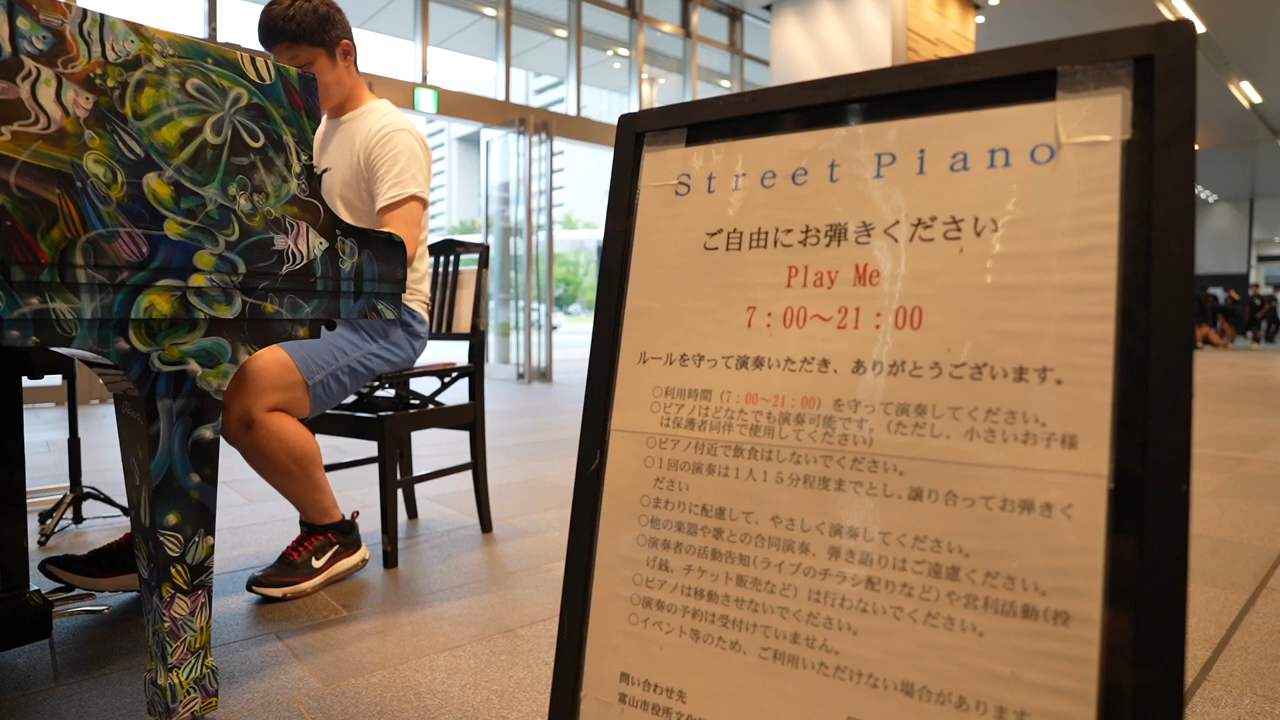 Street Piano
ご自由にお弾きください
Play Me
7：00～21：00
ルールを守って演奏いただき、ありがとうございます。
○利用時間（7：00～21：00）を守って演奏してください。
○ピアノはどなたでも演奏可能です。（ただし、小さいお子様
は保護者同伴で使用してください）
○ピアノ付近で飲食はしないでください。
○1回の演奏は1人15分程度までとし、譲り合ってお弾きく
ださい
○まわりに配慮して、やさしく演奏してください。
○他の楽器や歌との合同演奏、弾き語りはご遠慮ください。
○演奏者の活動告知（ライブのチラシ配りなど）や営利活動（投
げ銭、チケット販売など）は行わないでください。
○ピアノは移動させないでください。
○演奏の予約は受付けていません。
○イベント等のため、ご利用いただけない場合があります
問い合わせ先
富山市役所文化